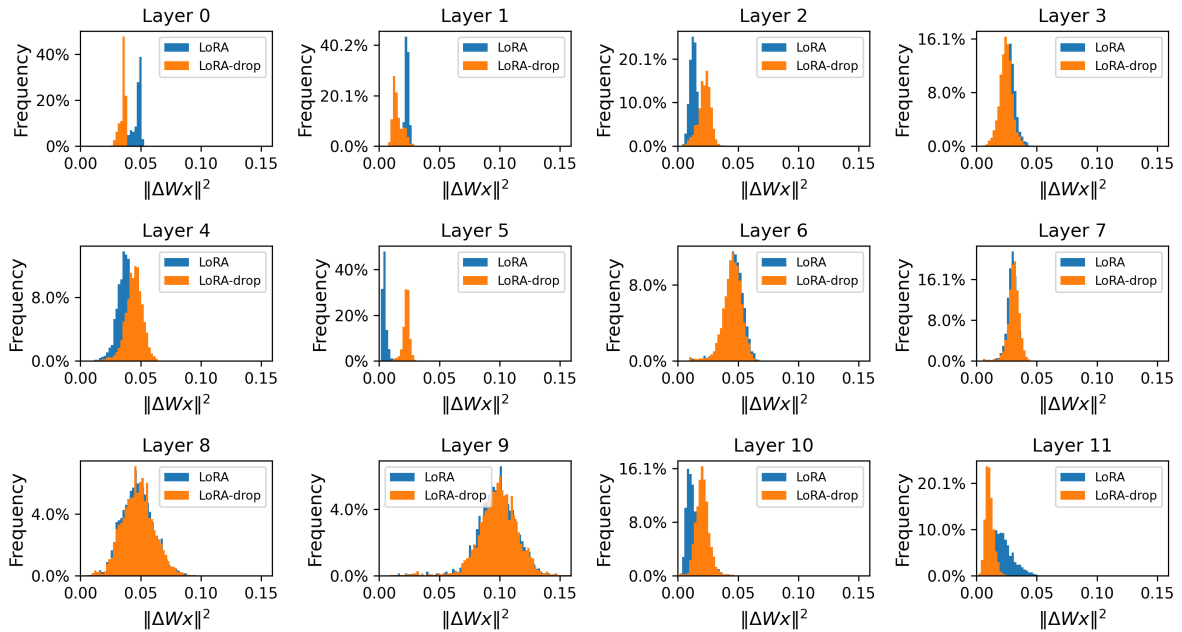 Layer 0
Frequency
40%
20%
0%
LoRA
LoRA-drop
0.00 0.05 0.10 0.15
‖ΔWx‖²
Layer 1
Frequency
40.2%
20.1%
0.0%
LoRA
LoRA-drop
0.00 0.05 0.10 0.15
‖ΔWx‖²
Layer 2
Frequency
20.1%
10.0%
0.0%
LoRA
LoRA-drop
0.00 0.05 0.10 0.15
‖ΔWx‖²
Layer 3
Frequency
16.1%
8.0%
0.0%
LoRA
LoRA-drop
0.00 0.05 0.10 0.15
‖ΔWx‖²
Layer 4
Frequency
8.0%
0.0%
LoRA
LoRA-drop
0.00 0.05 0.10 0.15
‖ΔWx‖²
Layer 5
Frequency
40%
20%
0%
LoRA
LoRA-drop
0.00 0.05 0.10 0.15
‖ΔWx‖²
Layer 6
Frequency
8.0%
0.0%
LoRA
LoRA-drop
0.00 0.05 0.10 0.15
‖ΔWx‖²
Layer 7
Frequency
16.1%
8.0%
0.0%
LoRA
LoRA-drop
0.00 0.05 0.10 0.15
‖ΔWx‖²
Layer 8
Frequency
4.0%
0.0%
LoRA
LoRA-drop
0.00 0.05 0.10 0.15
‖ΔWx‖²
Layer 9
Frequency
4.0%
0.0%
LoRA
LoRA-drop
0.00 0.05 0.10 0.15
‖ΔWx‖²
Layer 10
Frequency
16.1%
8.0%
0.0%
LoRA
LoRA-drop
0.00 0.05 0.10 0.15
‖ΔWx‖²
Layer 11
Frequency
20.1%
10.0%
0.0%
LoRA
LoRA-drop
0.00 0.05 0.10 0.15
‖ΔWx‖²